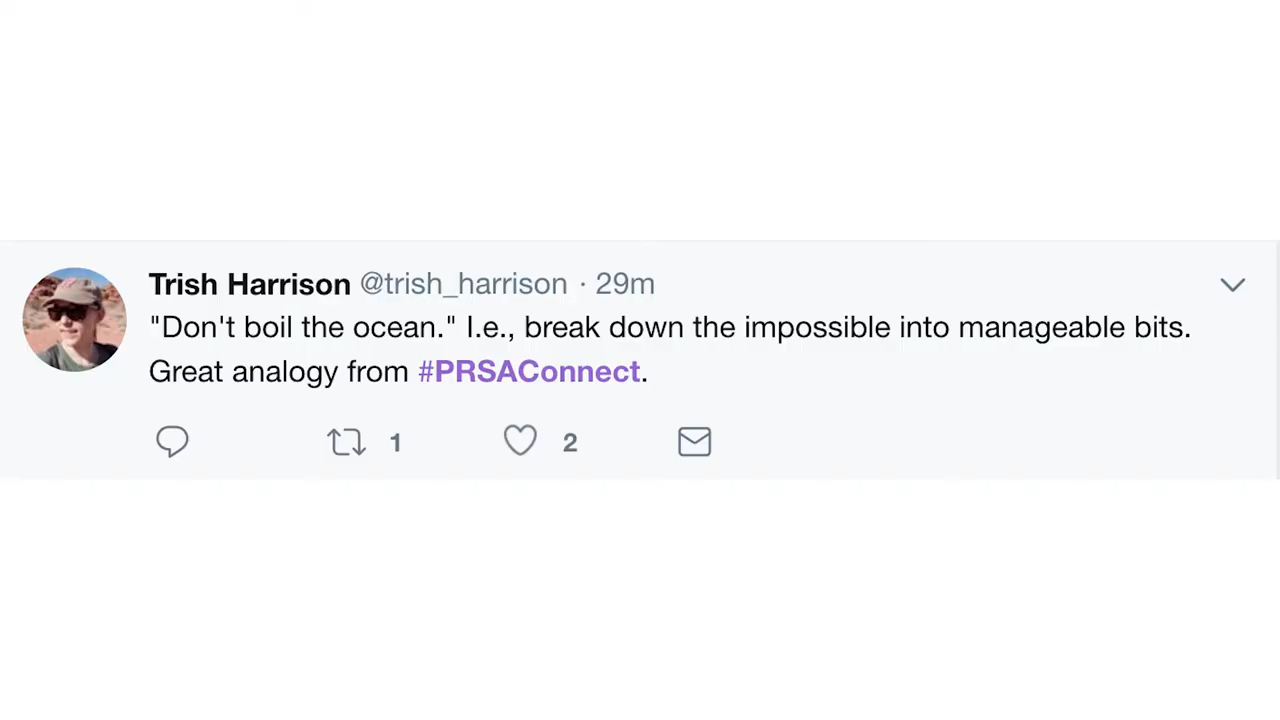 Trish Harrison @trish_harrison · 29m
"Don't boil the ocean." I.e., break down the impossible into manageable bits.
Great analogy from #PRSAConnect.
1 2